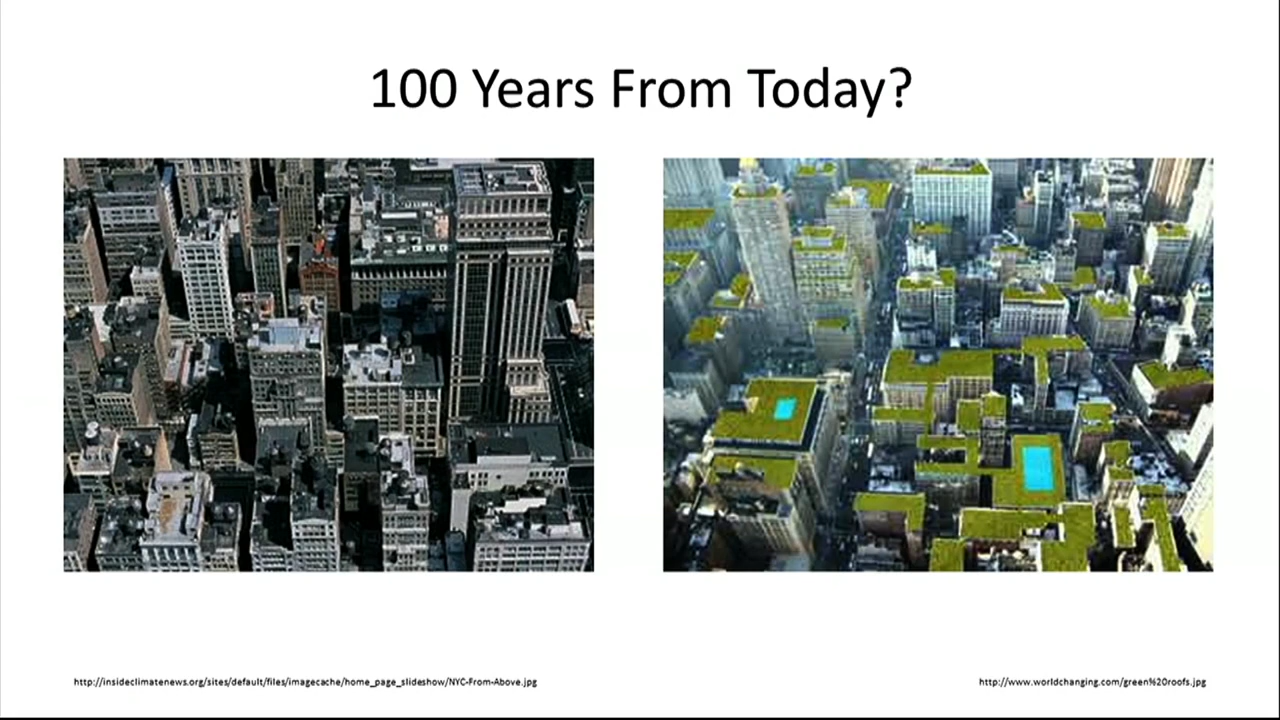 100 Years From Today?
http://insideclimatenews.org/sites/default/files/imagecache/home_page_slideshow/NYC-From-Above.jpg
http://www.worldchanging.com/green%20roofs.jpg